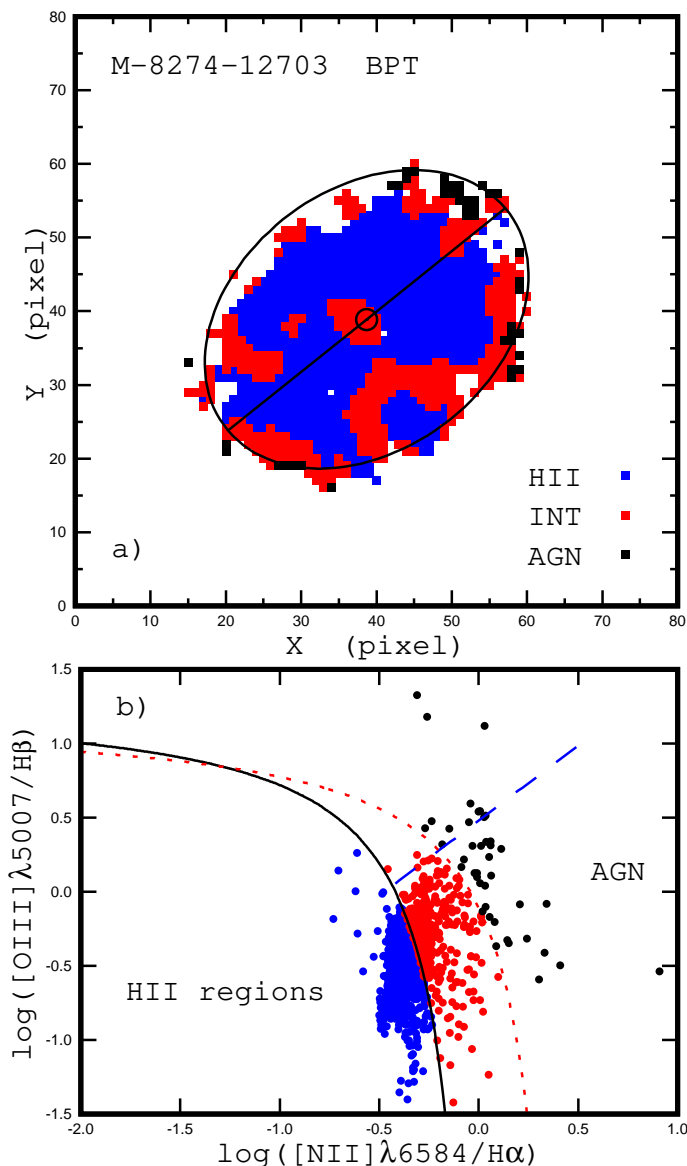 M−8274−12703 BPT
80
70
60
50
40
30
20
10
0
Y (pixel)
HII
INT
AGN
a)
0 10 20 30 40 50 60 70 80
X (pixel)
b)
1.5
1.0
0.5
0.0
-0.5
-1.0
-1.5
log([OIII]λ5007/Hβ)
AGN
HII regions
-2.0 -1.5 -1.0 -0.5 0.0 0.5 1.0
log([NII]λ6584/Hα)